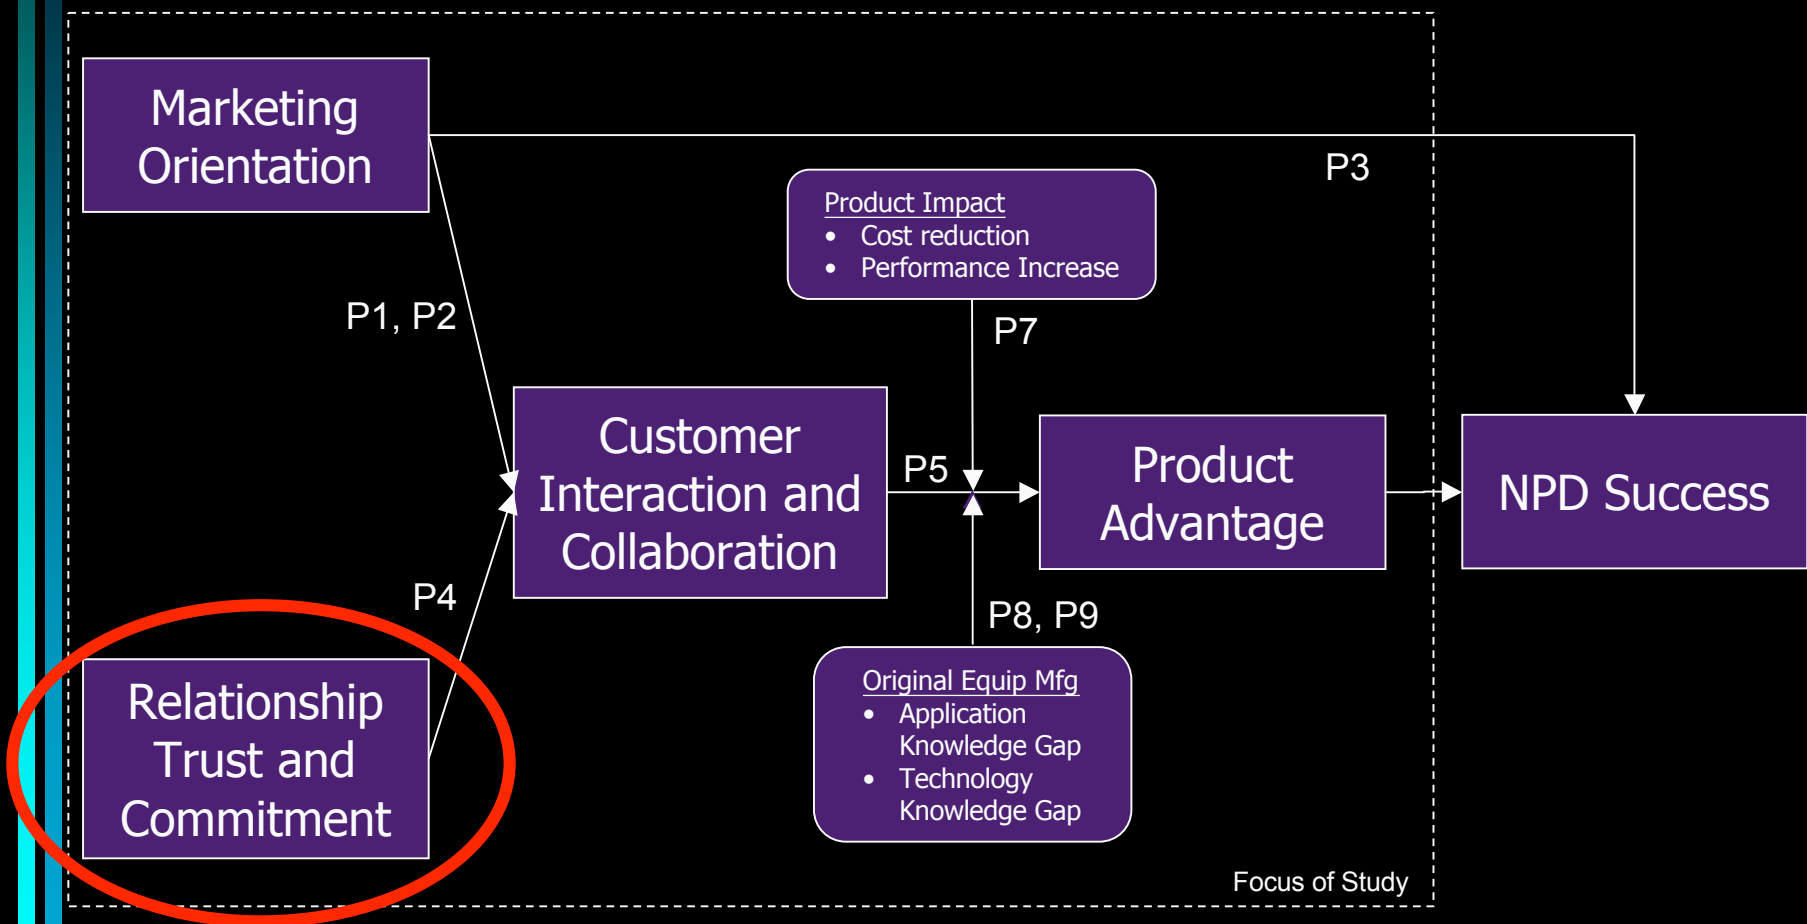 Marketing
Orientation
P3
Product Impact
• Cost reduction
• Performance Increase
P1, P2
P7
Customer
Interaction and
Collaboration
P5
Product
Advantage
NPD Success
P4
P8, P9
Relationship
Trust and
Commitment
Original Equip Mfg
• Application
Knowledge Gap
• Technology
Knowledge Gap
Focus of Study